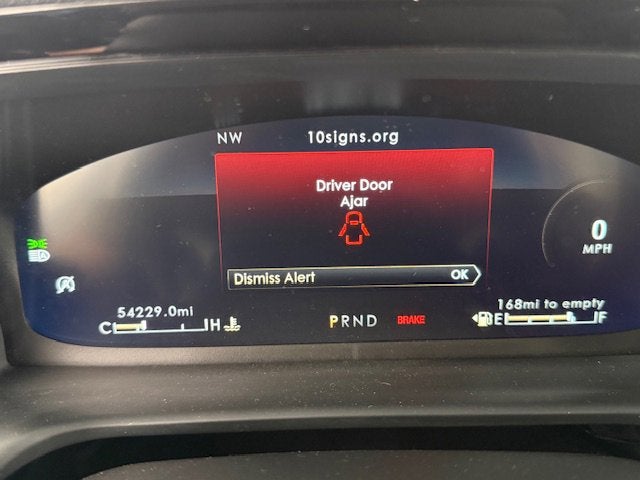 NW 10signs.org
Driver Door
Ajar
Dismiss Alert OK
0
MPH
54229.0mi
168mi to empty
C H
PRND BRAKE
E F